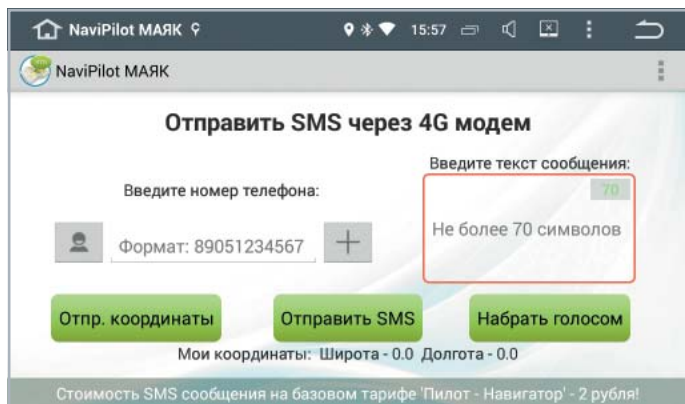 NaviPilot МАЯК
15:57
NaviPilot МАЯК
Отправить SMS через 4G модем
Введите текст сообщения:
Введите номер телефона:
70
Формат: 89051234567
Не более 70 символов
Отпр. координаты
Отправить SMS
Набрать голосом
Мои координаты: Широта - 0.0 Долгота - 0.0
Стоимость SMS сообщения на базовом тарифе 'Пилот - Навигатор' - 2 рубля!